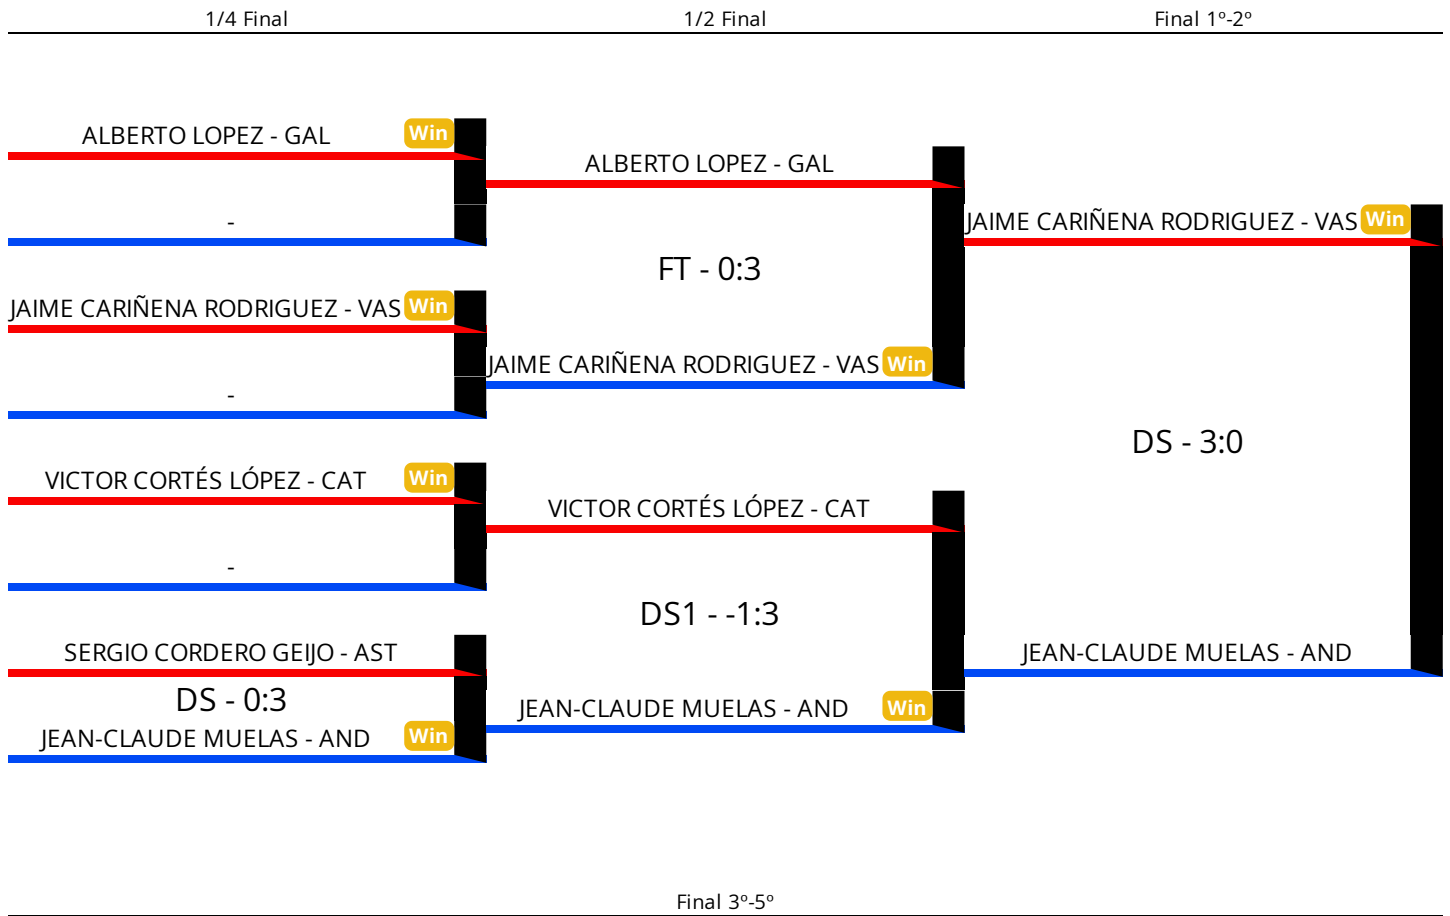 1/4 Final
1/2 Final
Final 1º-2º
ALBERTO LOPEZ - GAL
Win
-
JAIME CARIÑENA RODRIGUEZ - VAS
Win
-
VICTOR CORTÉS LÓPEZ - CAT
Win
-
SERGIO CORDERO GEIJO - AST
DS - 0:3
JEAN-CLAUDE MUELAS - AND
Win
ALBERTO LOPEZ - GAL
FT - 0:3
JAIME CARIÑENA RODRIGUEZ - VAS
Win
VICTOR CORTÉS LÓPEZ - CAT
DS1 - -1:3
JEAN-CLAUDE MUELAS - AND
Win
JAIME CARIÑENA RODRIGUEZ - VAS
Win
DS - 3:0
JEAN-CLAUDE MUELAS - AND
Final 3º-5º